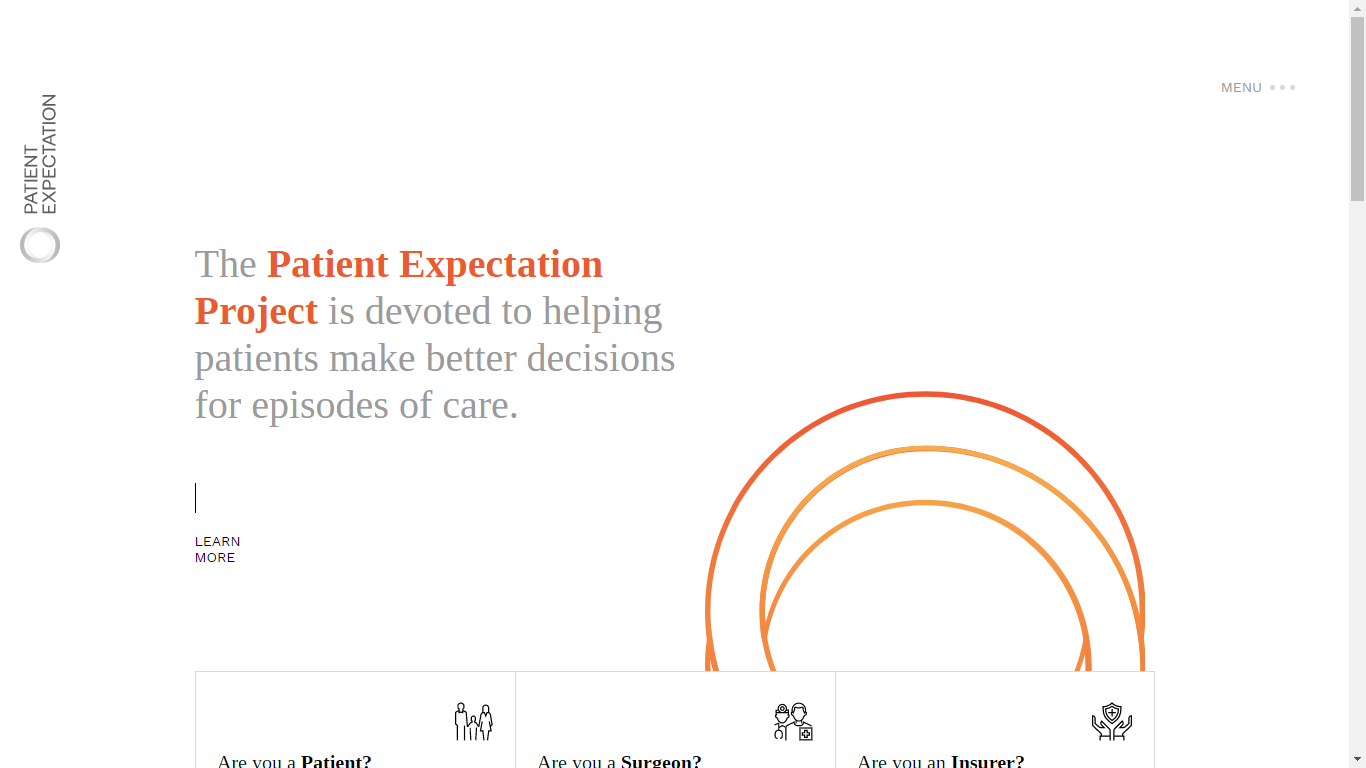 PATIENT
EXPECTATION
MENU
The Patient Expectation
Project is devoted to helping
patients make better decisions
for episodes of care.
LEARN
MORE
Are you a Patient?
Are you a Surgeon?
Are you an Insurer?